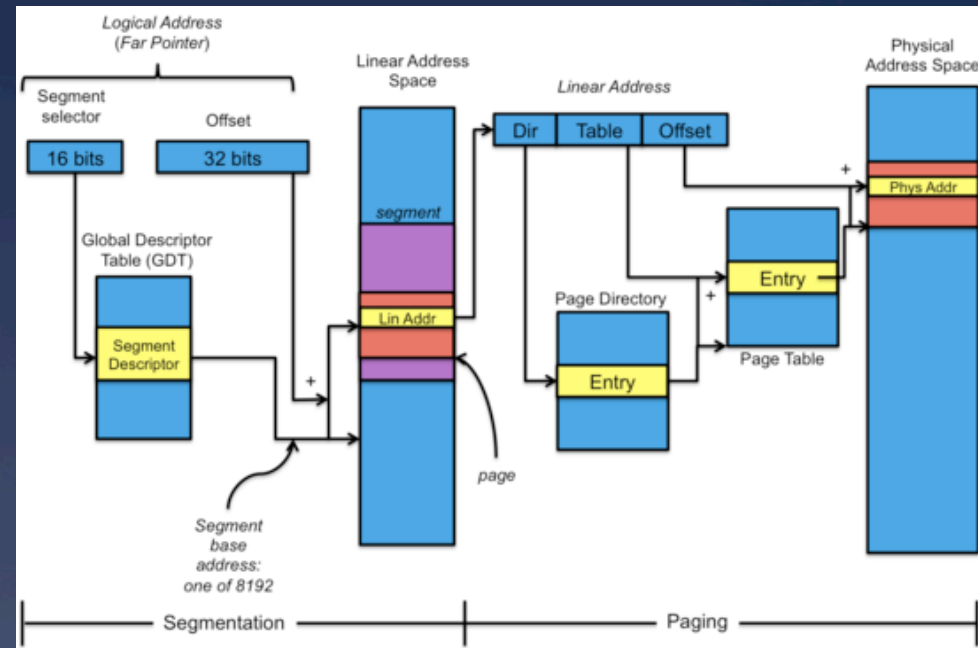 Logical Address
(Far Pointer)
Segment
selector
Offset
16 bits
32 bits
Global Descriptor
Table (GDT)
Segment
Descriptor
+
Segment
base
address:
one of 8192
Linear Address
Space
segment
Lin Addr
page
Linear Address
Dir
Table
Offset
Page Directory
Entry
+
Entry
Page Table
Physical
Address Space
+
Phys Addr
Segmentation
Paging